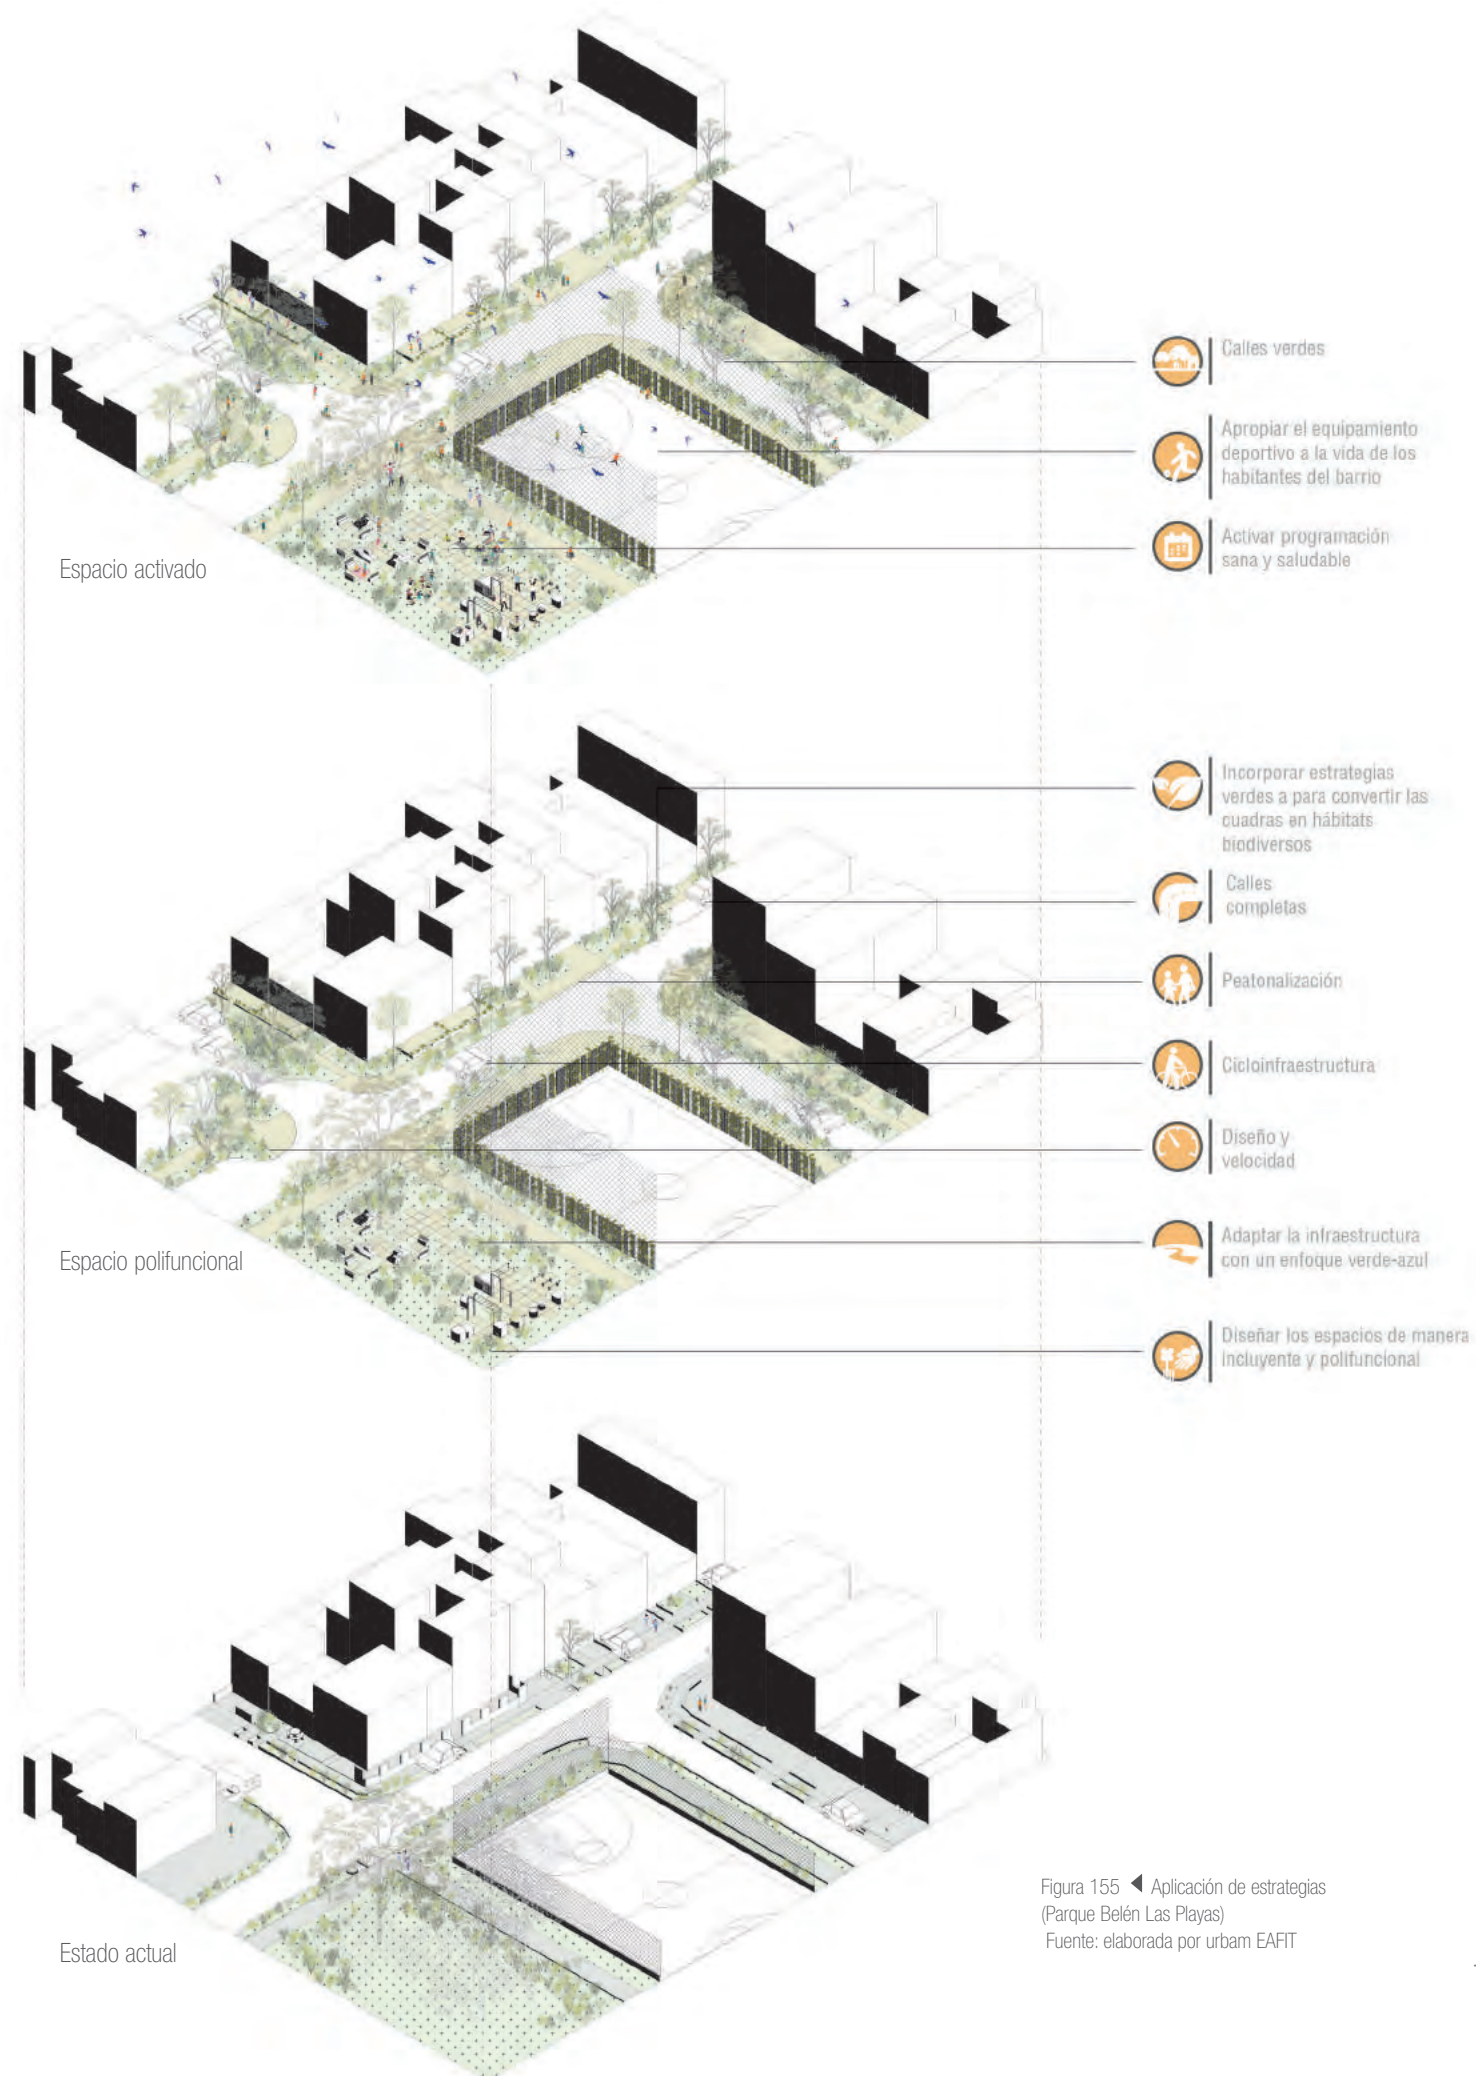 Calles verdes
Apropiar el equipamiento
deportivo a la vida de los
habitantes del barrio
Activar programación
sana y saludable
Espacio activado
Incorporar estrategias
verdes a para convertir las
cuadras en hábitats
biodiversos
Calles
completas
Peatonalización
Cicloinfraestructura
Diseño y
velocidad
Adaptar la infraestructura
con un enfoque verde-azul
Espacio polifuncional
Diseñar los espacios de manera
incluyente y polifuncional
Figura 155 ◀ Aplicación de estrategias
(Parque Belén Las Playas)
Fuente: elaborada por urbam EAFIT
Estado actual